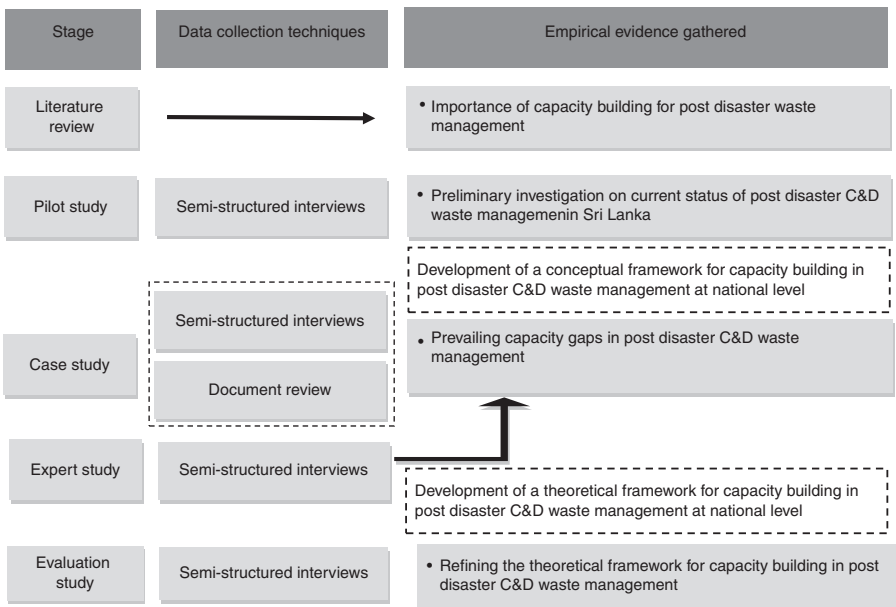 Stage
Data collection techniques
Empirical evidence gathered
Literature
review
• Importance of capacity building for post disaster waste
management
Pilot study
Semi-structured interviews
• Preliminary investigation on current status of post disaster C&D
waste managemenin Sri Lanka
Development of a conceptual framework for capacity building in
post disaster C&D waste management at national level
Case study
Semi-structured interviews
Document review
• Prevailing capacity gaps in post disaster C&D waste
management
Expert study
Semi-structured interviews
Development of a theoretical framework for capacity building in
post disaster C&D waste management at national level
Evaluation
study
Semi-structured interviews
• Refining the theoretical framework for capacity building in post
disaster C&D waste management